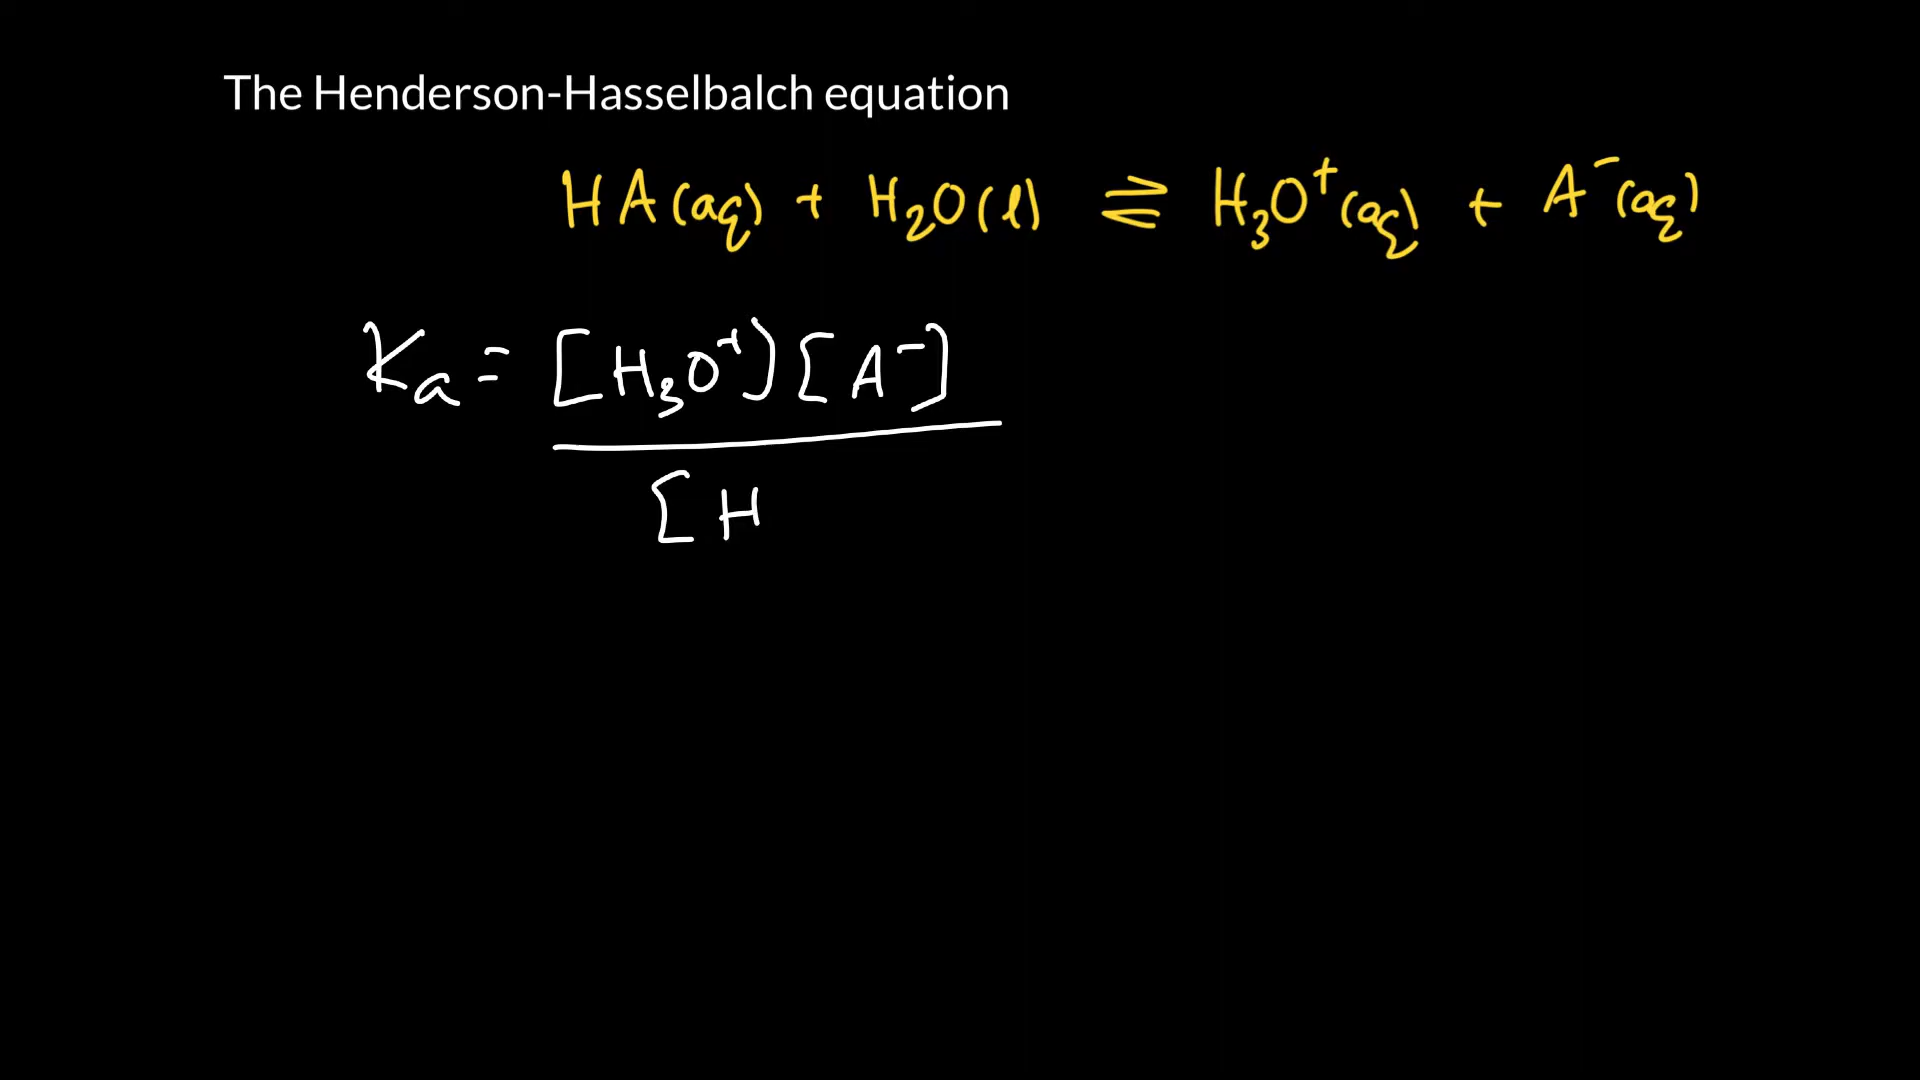 The Henderson-Hasselbalch equation
HA(aq) + H₂O(l) ⇌ H₃O⁺(aq) + A⁻(aq)
Kₐ = [H₃O⁺)[A⁻]
[H